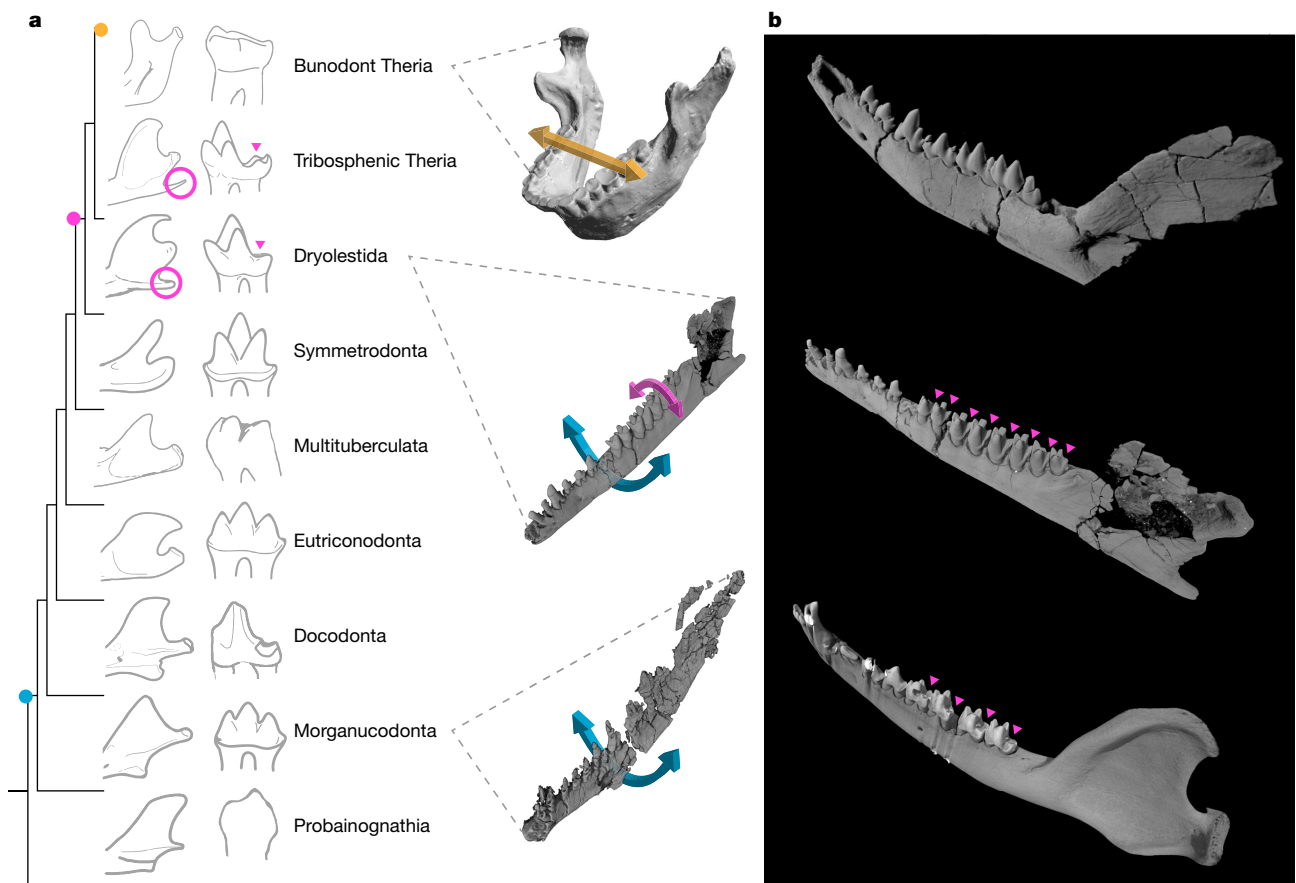 a
Bunodont Theria
Tribosphenic Theria
Dryolestida
Symmetrodonta
Multituberculata
Eutriconodonta
Docodonta
Morganucodonta
Probainognathia
b